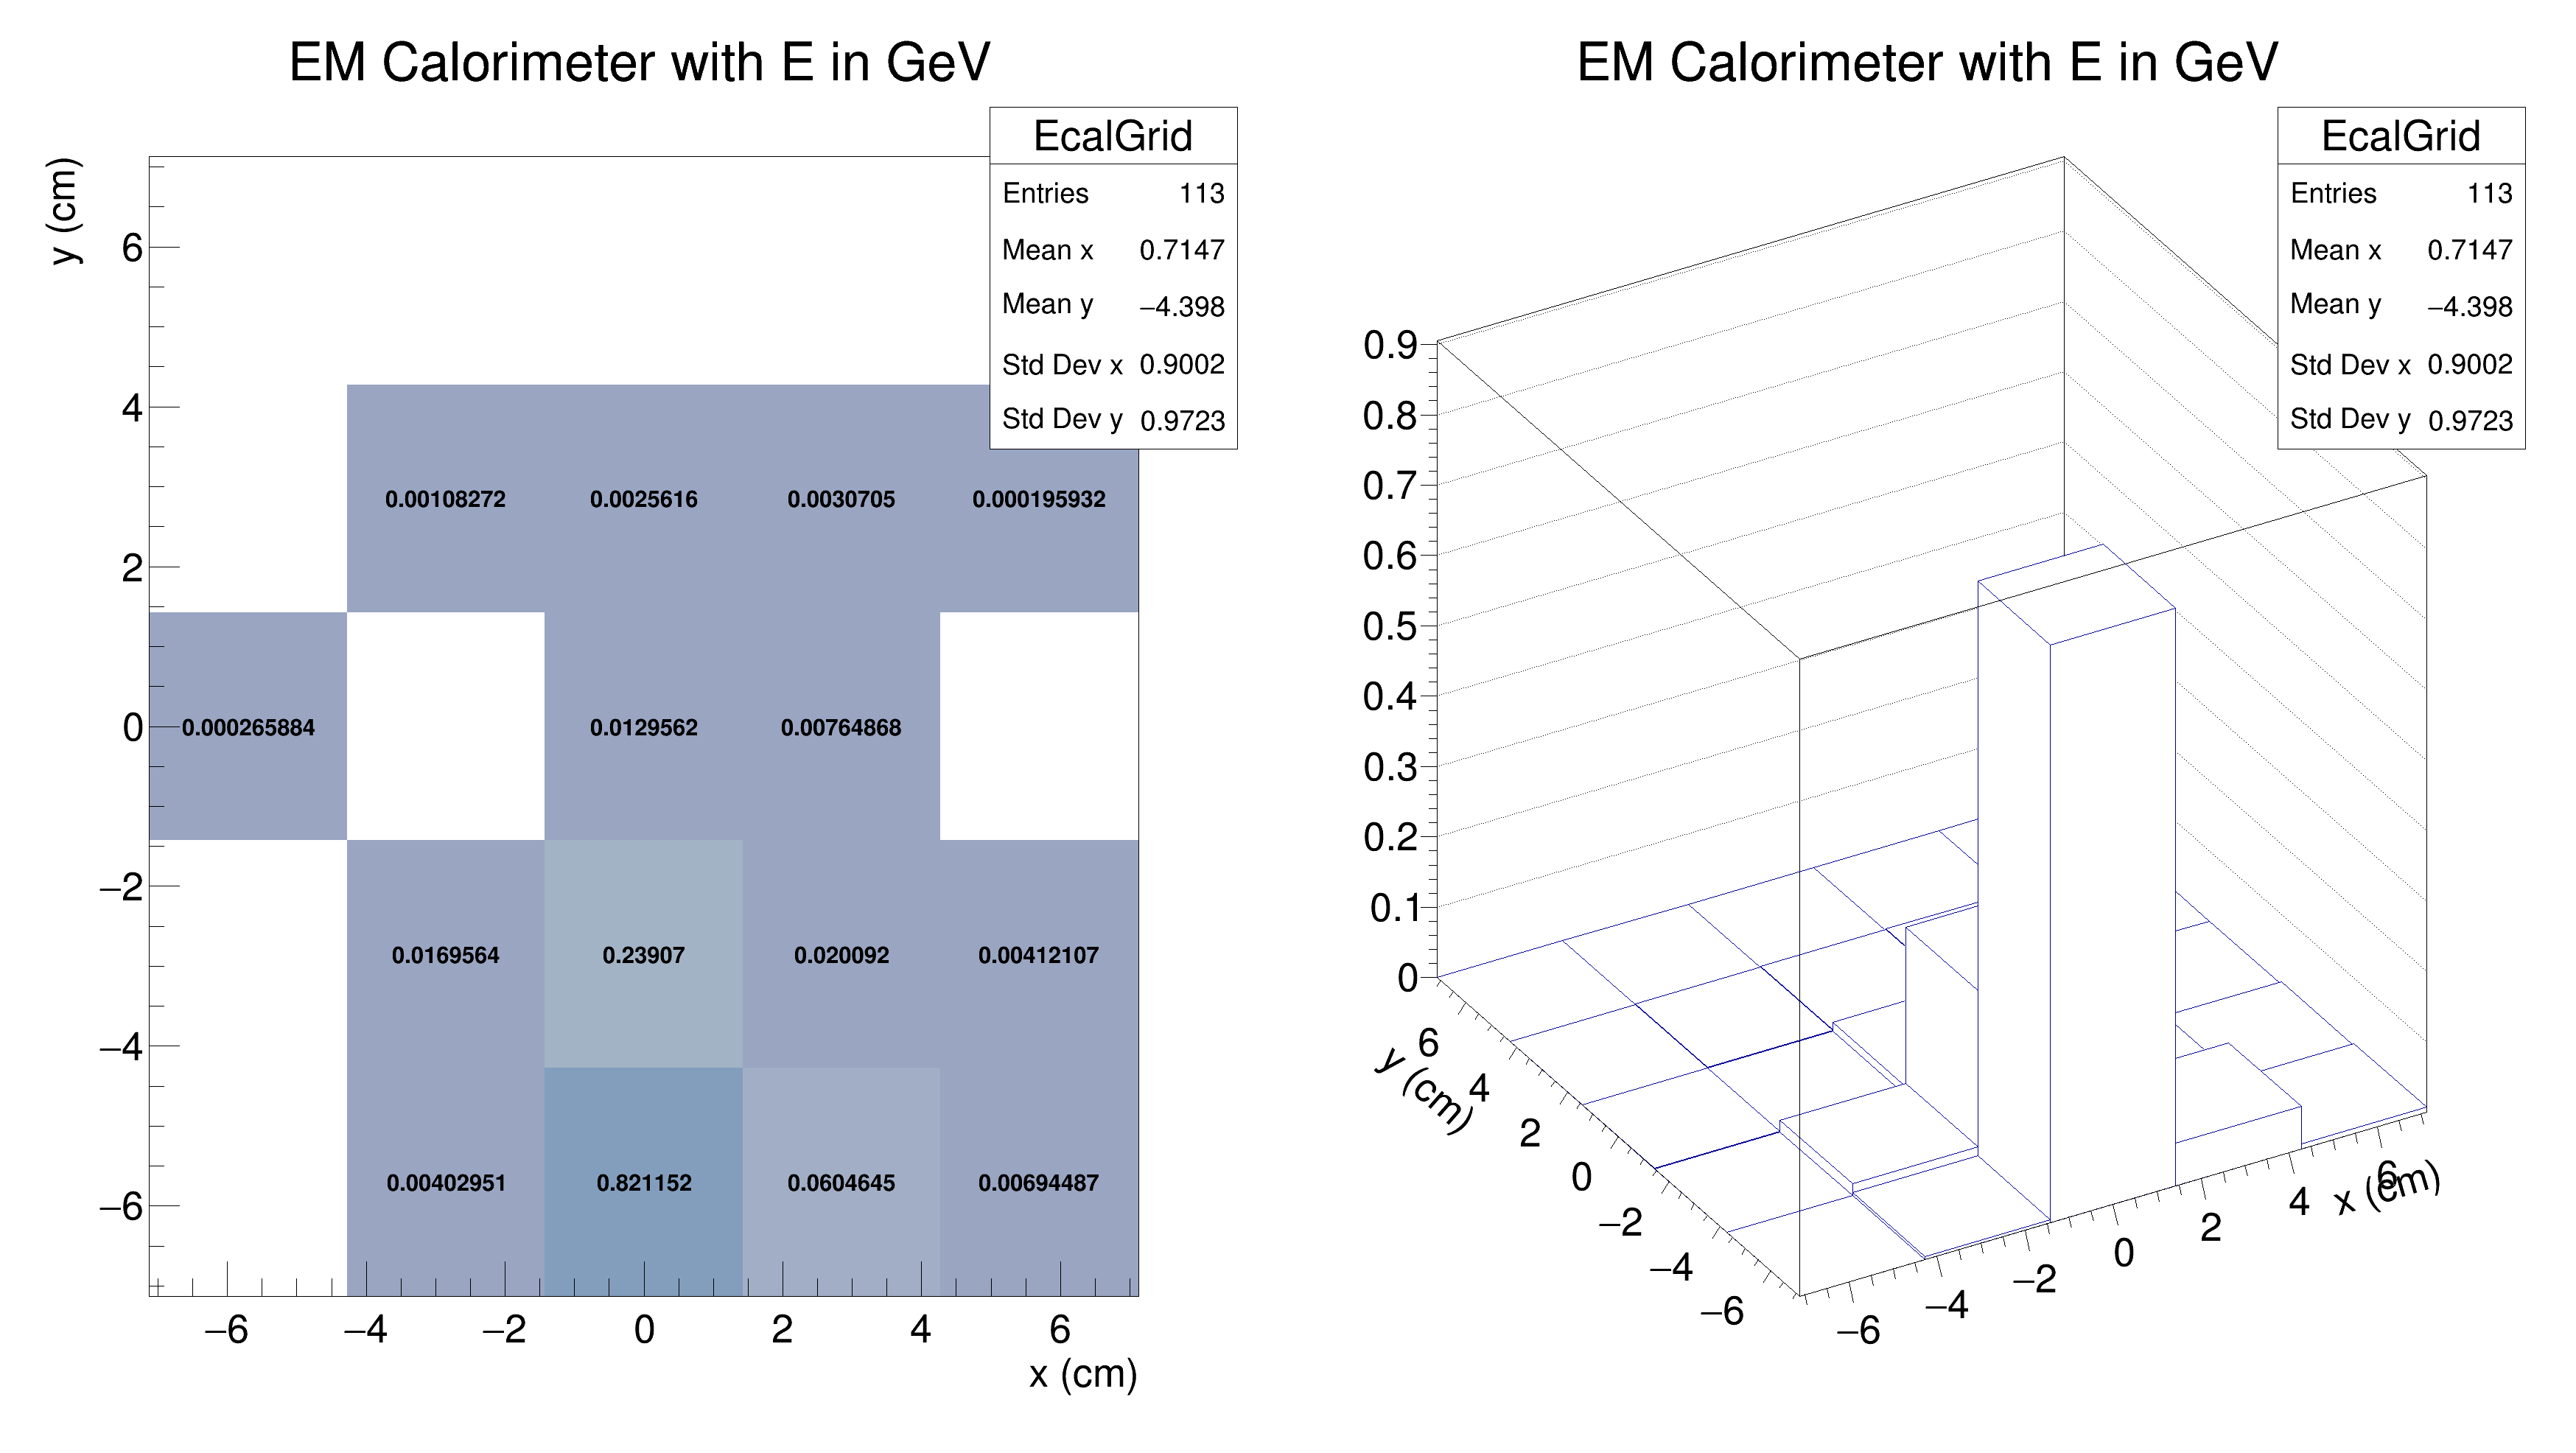 EM Calorimeter with E in GeV
EcalGrid
Entries 113
Mean x 0.7147
Mean y −4.398
Std Dev x 0.9002
Std Dev y 0.9723
y (cm)
6
4
2
0
−2
−4
−6
0.00108272 0.0025616 0.0030705 0.000195932
0.000265884 0.0129562 0.00764868
0.0169564 0.23907 0.020092 0.00412107
0.00402951 0.821152 0.0604645 0.00694487
−6 −4 −2 0 2 4 6
x (cm)
EM Calorimeter with E in GeV
EcalGrid
Entries 113
Mean x 0.7147
Mean y −4.398
Std Dev x 0.9002
Std Dev y 0.9723
0.9
0.8
0.7
0.6
0.5
0.4
0.3
0.2
0.1
0
y (cm)
6
4
2
0
−2
−4
−6
−6 −4 −2 0 2 4 6
x (cm)